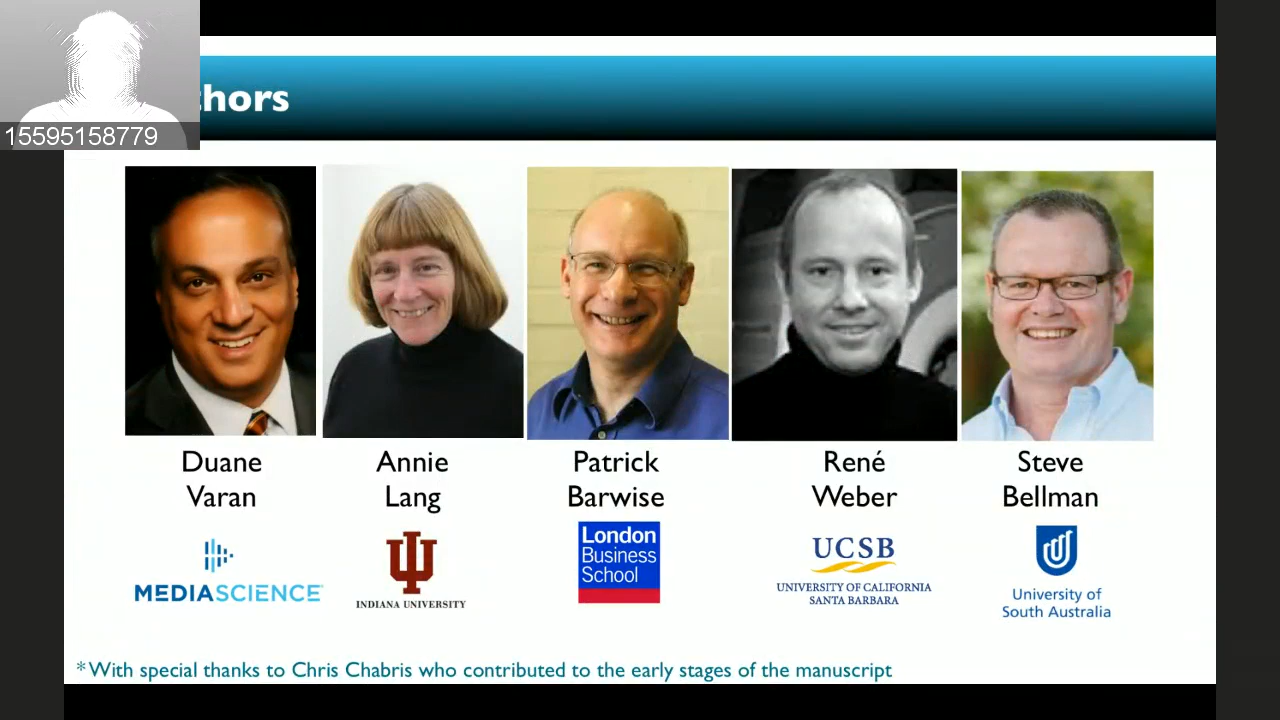 thors
15595158779
Duane
Varan
Annie
Lang
Patrick
Barwise
René
Weber
Steve
Bellman
MEDIASCIENCE
INDIANA UNIVERSITY
London
Business
School
UCSB
UNIVERSITY OF CALIFORNIA
SANTA BARBARA
University of
South Australia
* With special thanks to Chris Chabris who contributed to the early stages of the manuscript